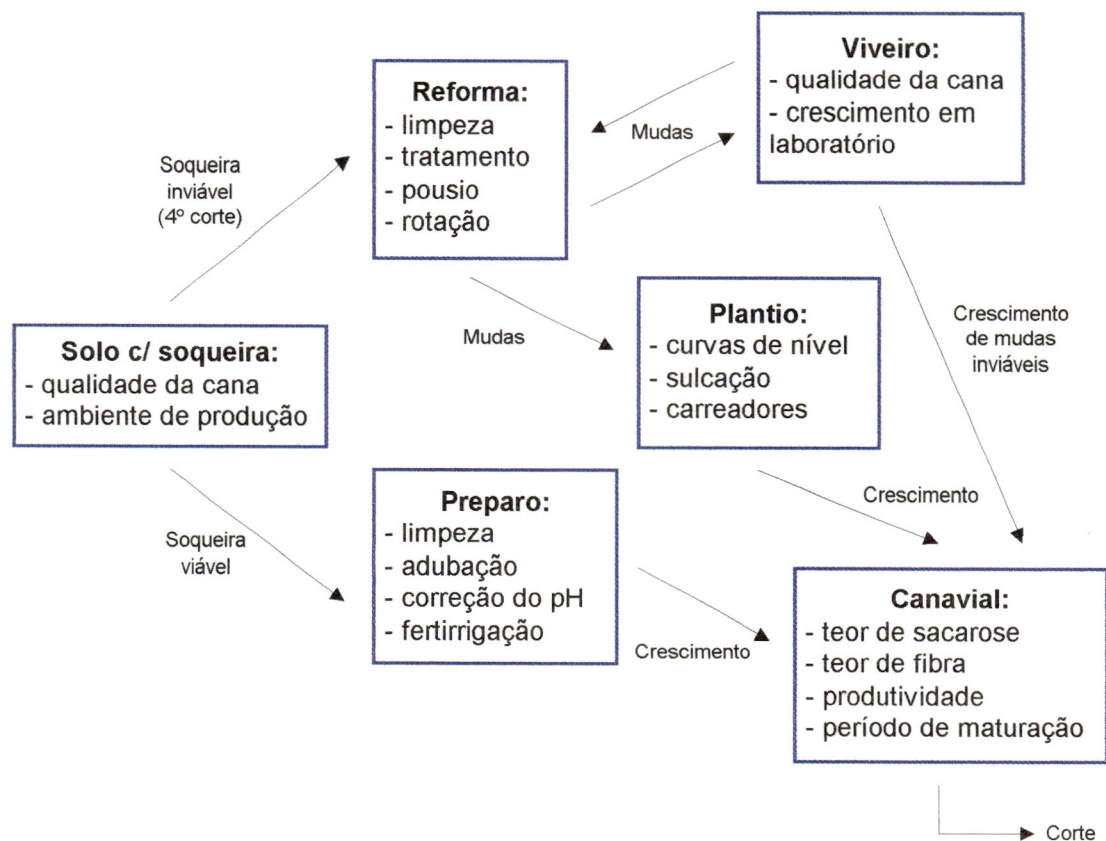 Viveiro:
- qualidade da cana
- crescimento em
laboratório
Reforma:
- limpeza
- tratamento
- pousio
- rotação
Mudas
Soqueira
inviável
(4º corte)
Solo c/ soqueira:
- qualidade da cana
- ambiente de produção
Mudas
Plantio:
- curvas de nível
- sulcação
- carreadores
Crescimento
de mudas
inviáveis
Soqueira
viável
Preparo:
- limpeza
- adubação
- correção do pH
- fertirrigação
Crescimento
Crescimento
Canavial:
- teor de sacarose
- teor de fibra
- produtividade
- período de maturação
Corte